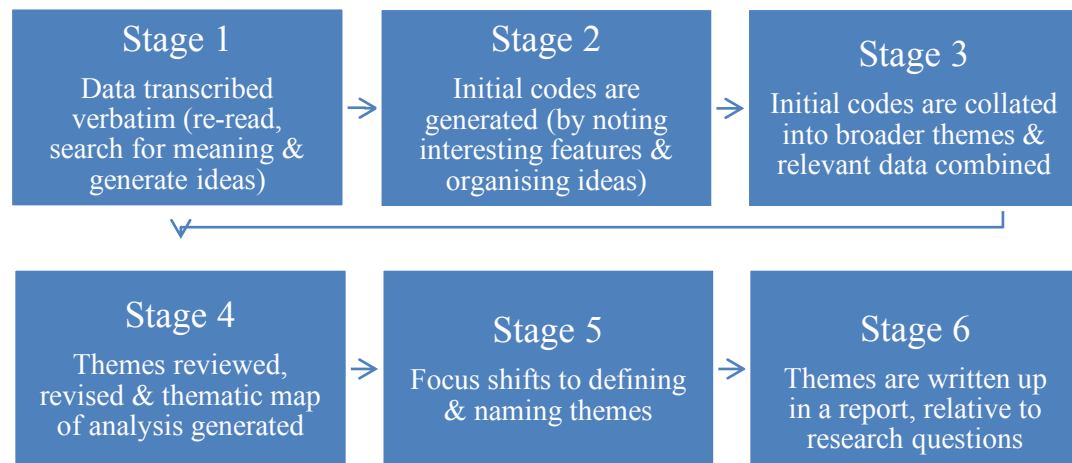 Stage 1
Data transcribed
verbatim (re-read,
search for meaning &
generate ideas)
Stage 2
Initial codes are
generated (by noting
interesting features &
organising ideas)
Stage 3
Initial codes are collated
into broader themes &
relevant data combined
Stage 4
Themes reviewed,
revised & thematic map
of analysis generated
Stage 5
Focus shifts to defining
& naming themes
Stage 6
Themes are written up
in a report, relative to
research questions